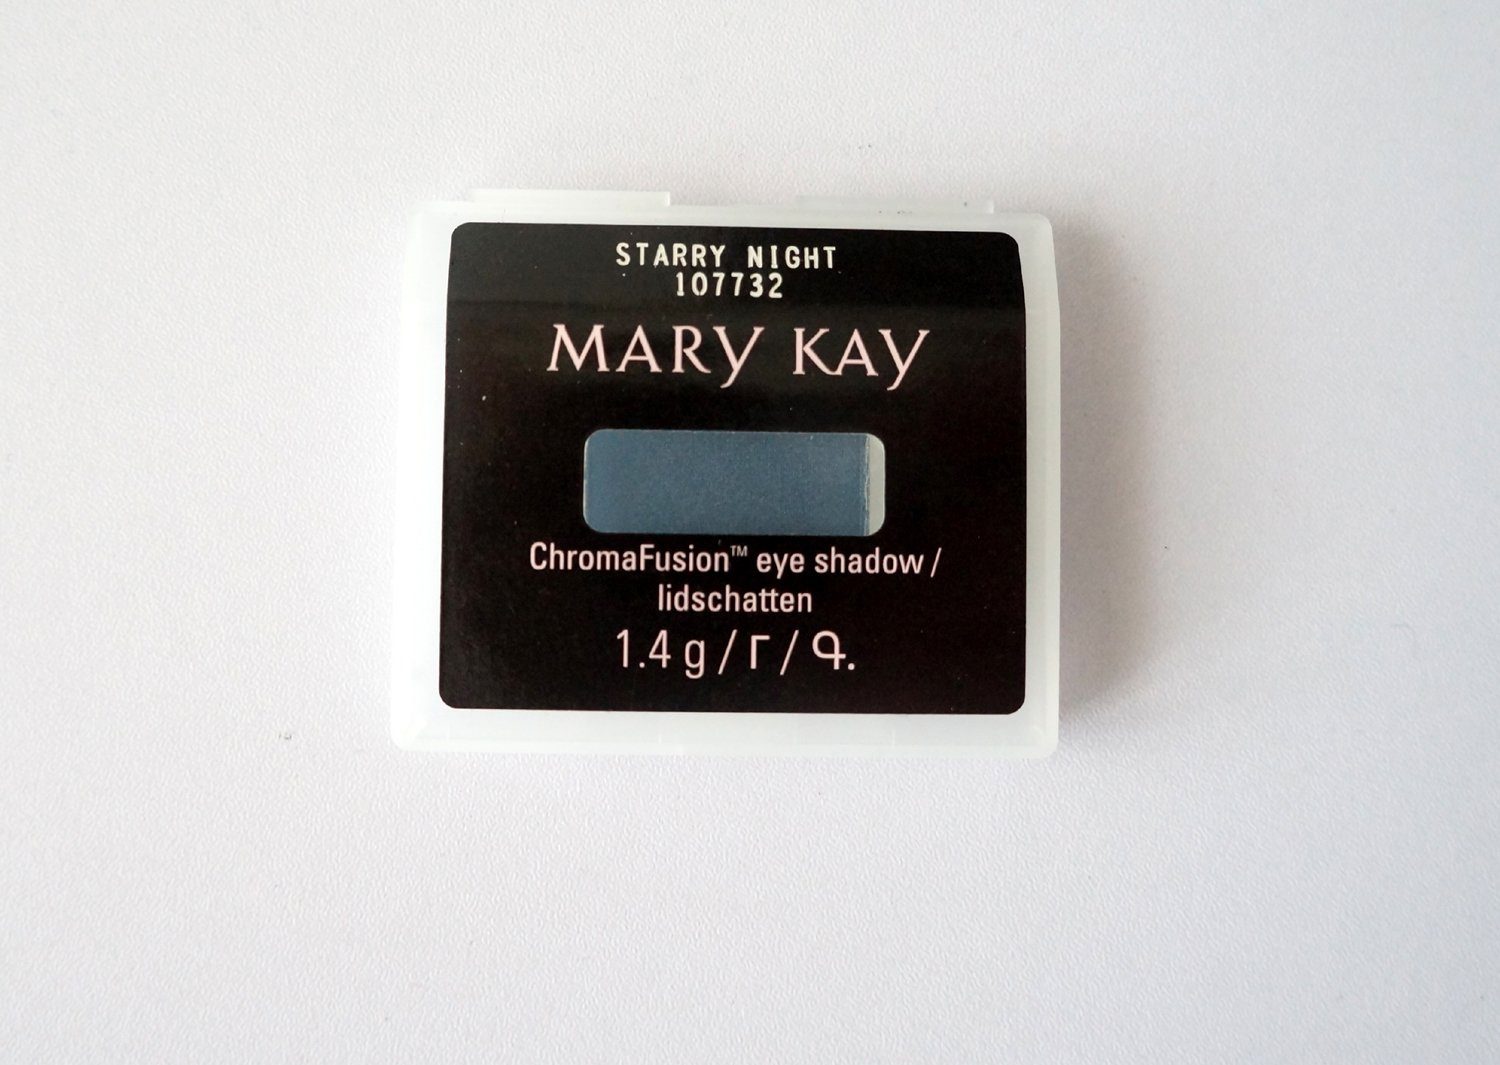 STARRY NIGHT
107732
MARY KAY
ChromaFusion™ eye shadow /
lidschatten
1.4 g / Г / Գ.